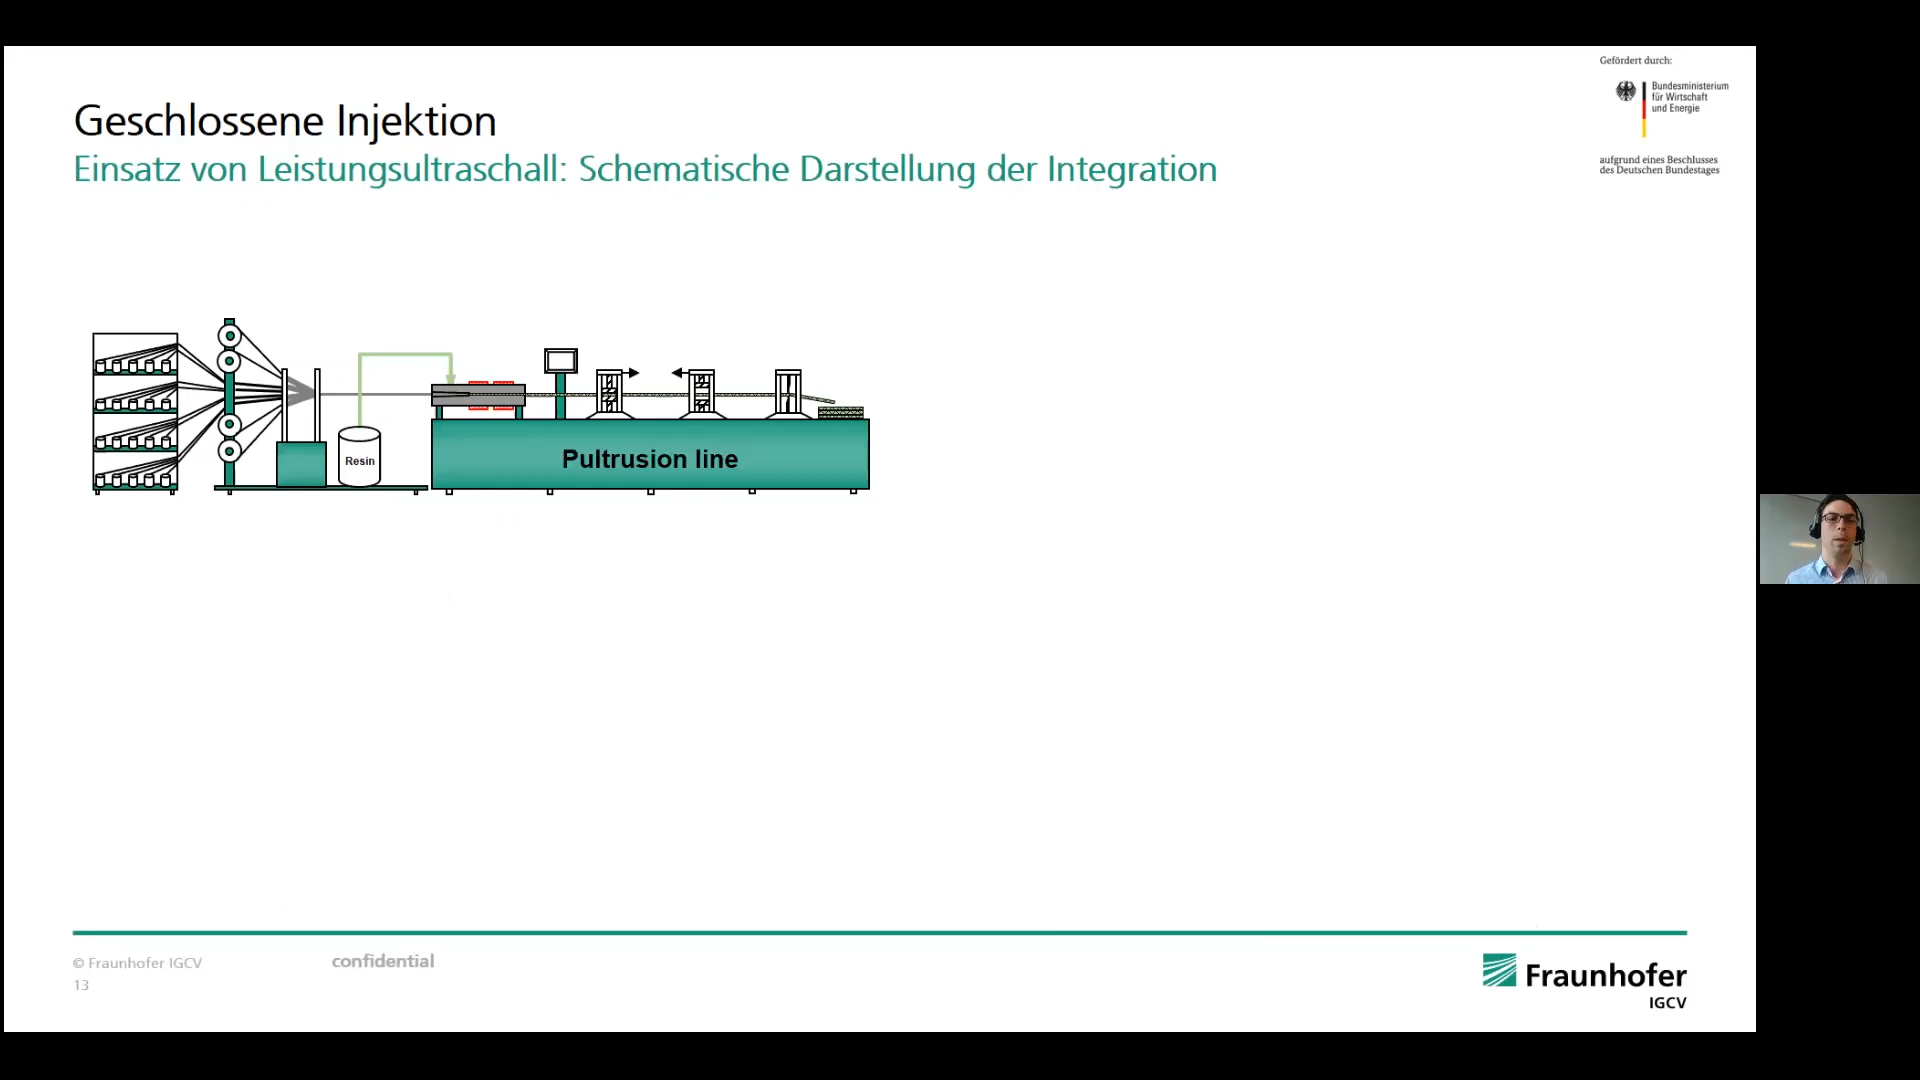 Gefördert durch:
Bundesministerium
für Wirtschaft
und Energie
aufgrund eines Beschlusses
des Deutschen Bundestages
Geschlossene Injektion
Einsatz von Leistungsultraschall: Schematische Darstellung der Integration
Resin
Pultrusion line
© Fraunhofer IGCV
confidential
13
Fraunhofer
IGCV